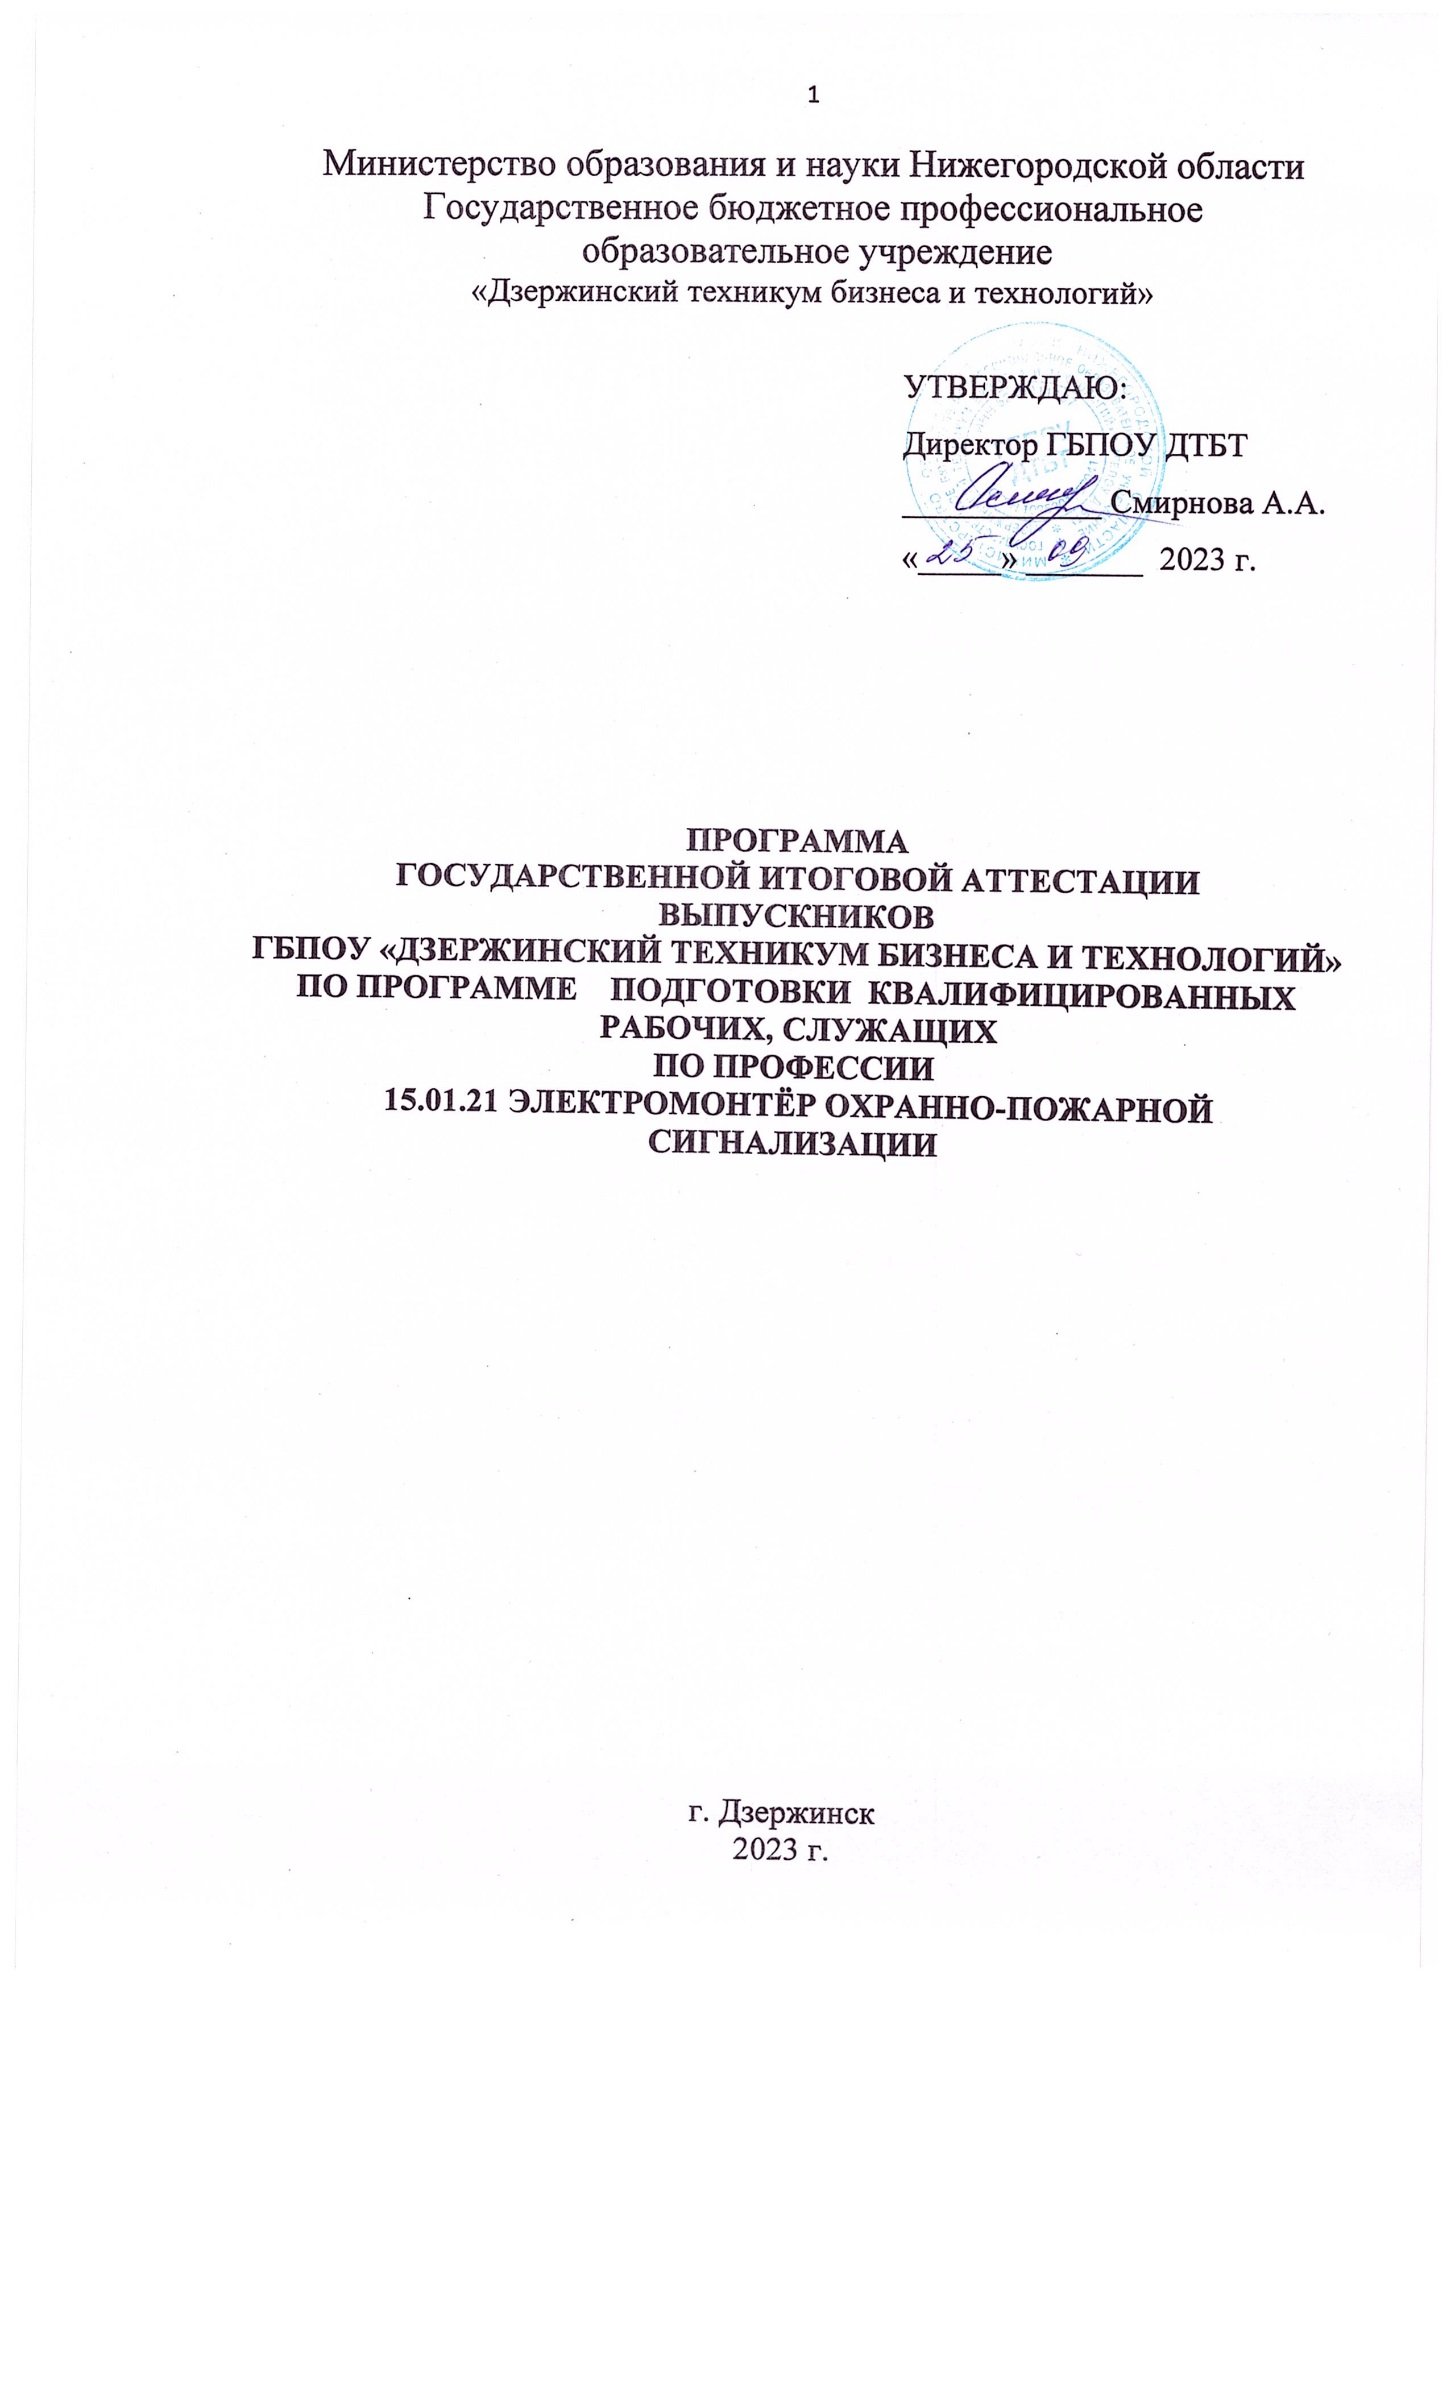 1
Министерство образования и науки Нижегородской области
Государственное бюджетное профессиональное
образовательное учреждение
«Дзержинский техникум бизнеса и технологий»
УТВЕРЖДАЮ:
Директор ГБПОУ ДТБТ
Смирнова А.А.
«25» 09 2023 г.
ПРОГРАММА
ГОСУДАРСТВЕННОЙ ИТОГОВОЙ АТТЕСТАЦИИ
ВЫПУСКНИКОВ
ГБПОУ «ДЗЕРЖИНСКИЙ ТЕХНИКУМ БИЗНЕСА И ТЕХНОЛОГИЙ»
ПО ПРОГРАММЕ ПОДГОТОВКИ КВАЛИФИЦИРОВАННЫХ
РАБОЧИХ, СЛУЖАЩИХ
ПО ПРОФЕССИИ
15.01.21 ЭЛЕКТРОМОНТЁР ОХРАННО-ПОЖАРНОЙ
СИГНАЛИЗАЦИИ
г. Дзержинск
2023 г.